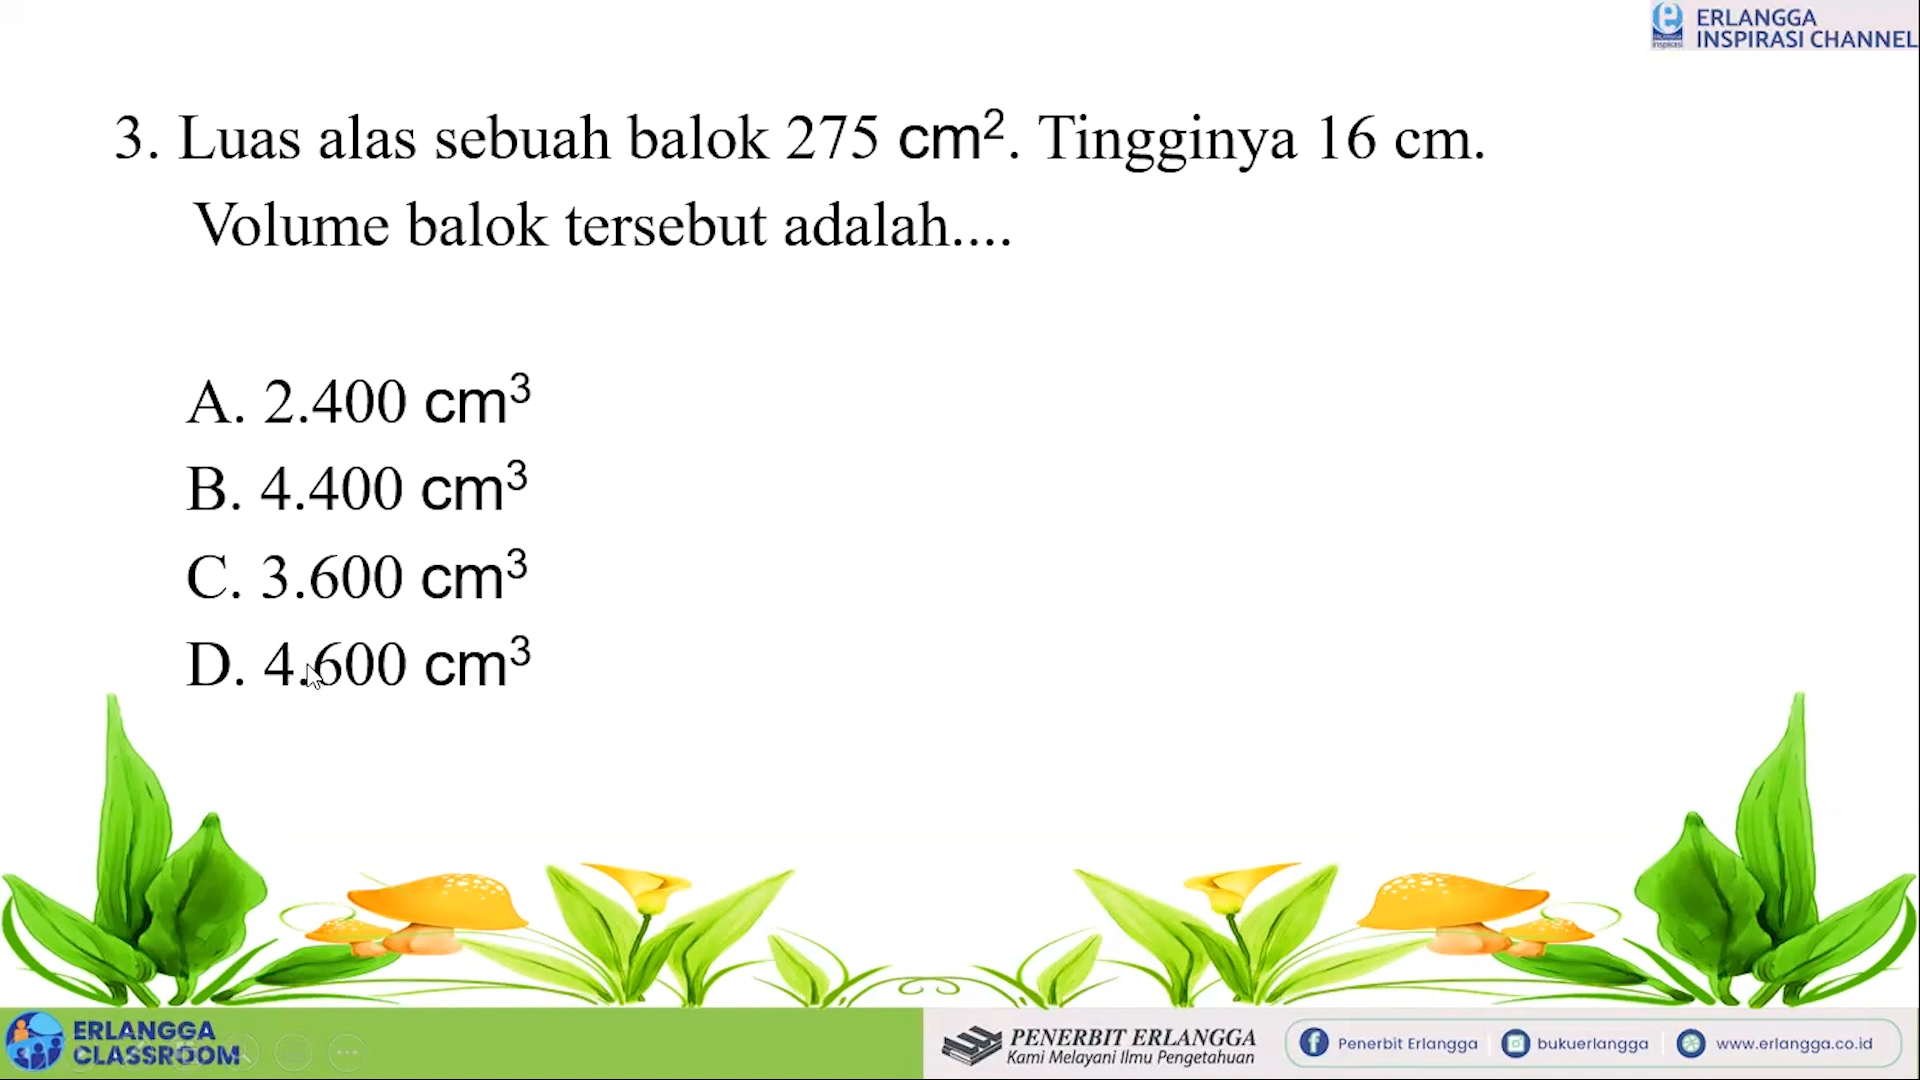 ERLANGGA
INSPIRASI CHANNEL
3. Luas alas sebuah balok 275 cm². Tingginya 16 cm.
Volume balok tersebut adalah....
A. 2.400 cm³
B. 4.400 cm³
C. 3.600 cm³
D. 4.600 cm³
ERLANGGA
CLASSROOM
PENERBIT ERLANGGA
Kami Melayani Ilmu Pengetahuan
Penerbit Erlangga
bukuerlangga
www.erlangga.co.id